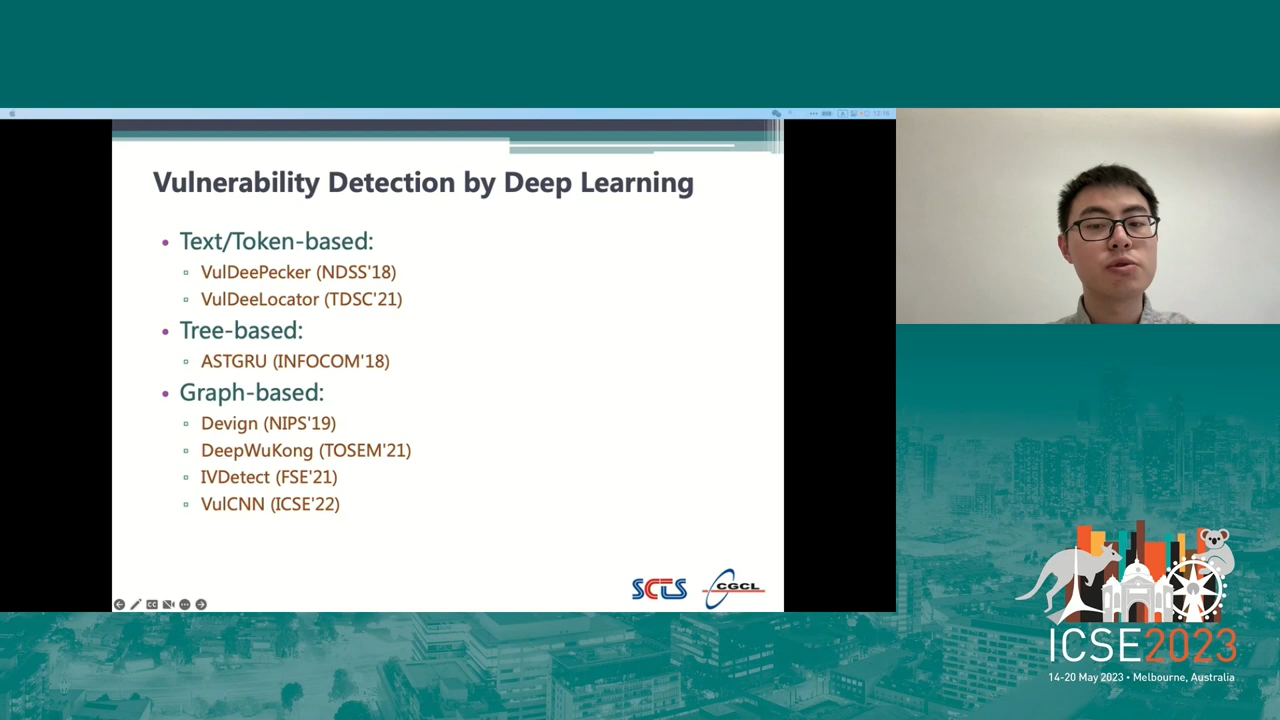 Vulnerability Detection by Deep Learning
• Text/Token-based:
▫ VulDeePecker (NDSS'18)
▫ VulDeeLocator (TDSC'21)
• Tree-based:
▫ ASTGRU (INFOCOM'18)
• Graph-based:
▫ Devign (NIPS'19)
▫ DeepWuKong (TOSEM'21)
▫ IVDetect (FSE'21)
▫ VulCNN (ICSE'22)
SCTS
CGCL
ICSE2023
14-20 May 2023 • Melbourne, Australia